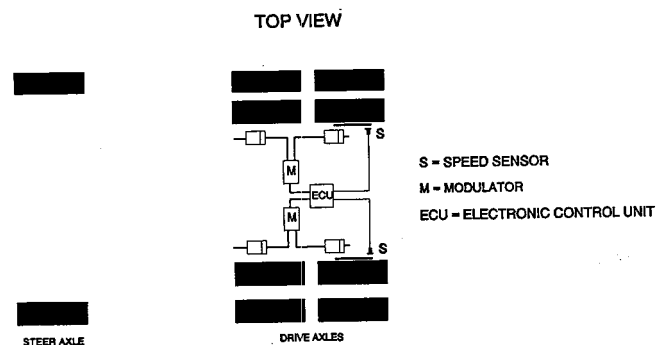 TOP VIEW
S
M
ECU
M
S
S = SPEED SENSOR
M = MODULATOR
ECU = ELECTRONIC CONTROL UNIT
STEER AXLE
DRIVE AXLES